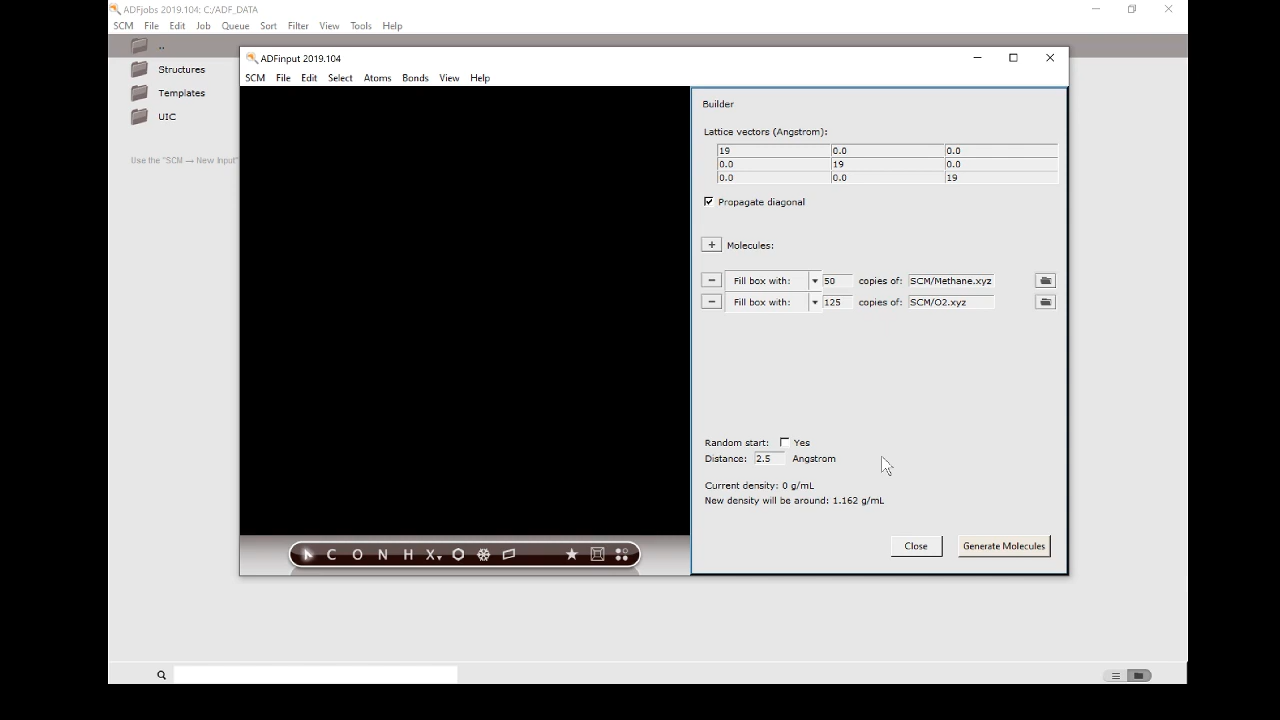 ADFjobs 2019.104: C:/ADF_DATA
SCM File Edit Job Queue Sort Filter View Tools Help
..
Structures
Templates
UIC
Use the "SCM → New Input"
ADFinput 2019.104
SCM File Edit Select Atoms Bonds View Help
Builder
Lattice vectors (Angstrom):
19 0.0 0.0
0.0 19 0.0
0.0 0.0 19
Propagate diagonal
+ Molecules:
− Fill box with: 50 copies of: SCM/Methane.xyz
− Fill box with: 125 copies of: SCM/O2.xyz
Random start: Yes
Distance: 2.5 Angstrom
Current density: 0 g/mL
New density will be around: 1.162 g/mL
Close Generate Molecules
C O N H X